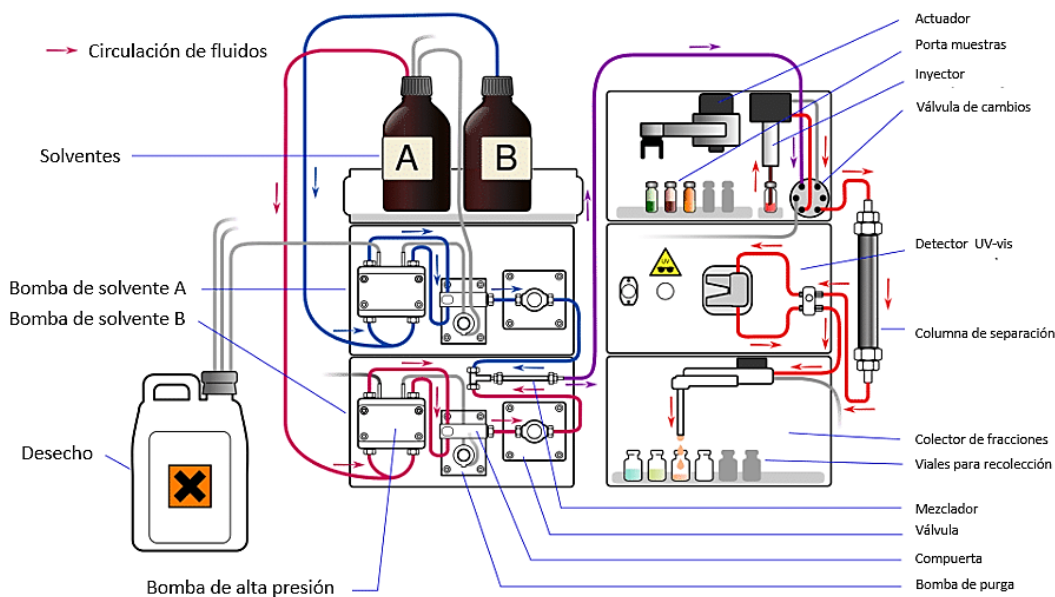 Circulación de fluidos
Solventes
A
B
Bomba de solvente A
Bomba de solvente B
Desecho
Bomba de alta presión
Actuador
Porta muestras
Inyector
Válvula de cambios
UV
Detector UV-vis
Columna de separación
Colector de fracciones
Viales para recolección
Mezclador
Válvula
Compuerta
Bomba de purga